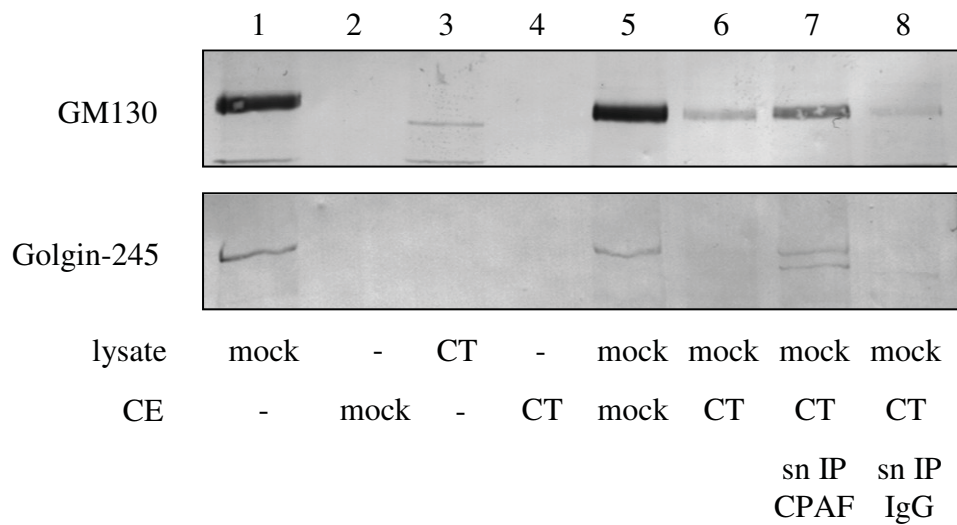 1 2 3 4 5 6 7 8
GM130
Golgin-245
lysate mock - CT - mock mock mock mock
CE - mock - CT mock CT CT CT
sn IP sn IP
CPAF IgG